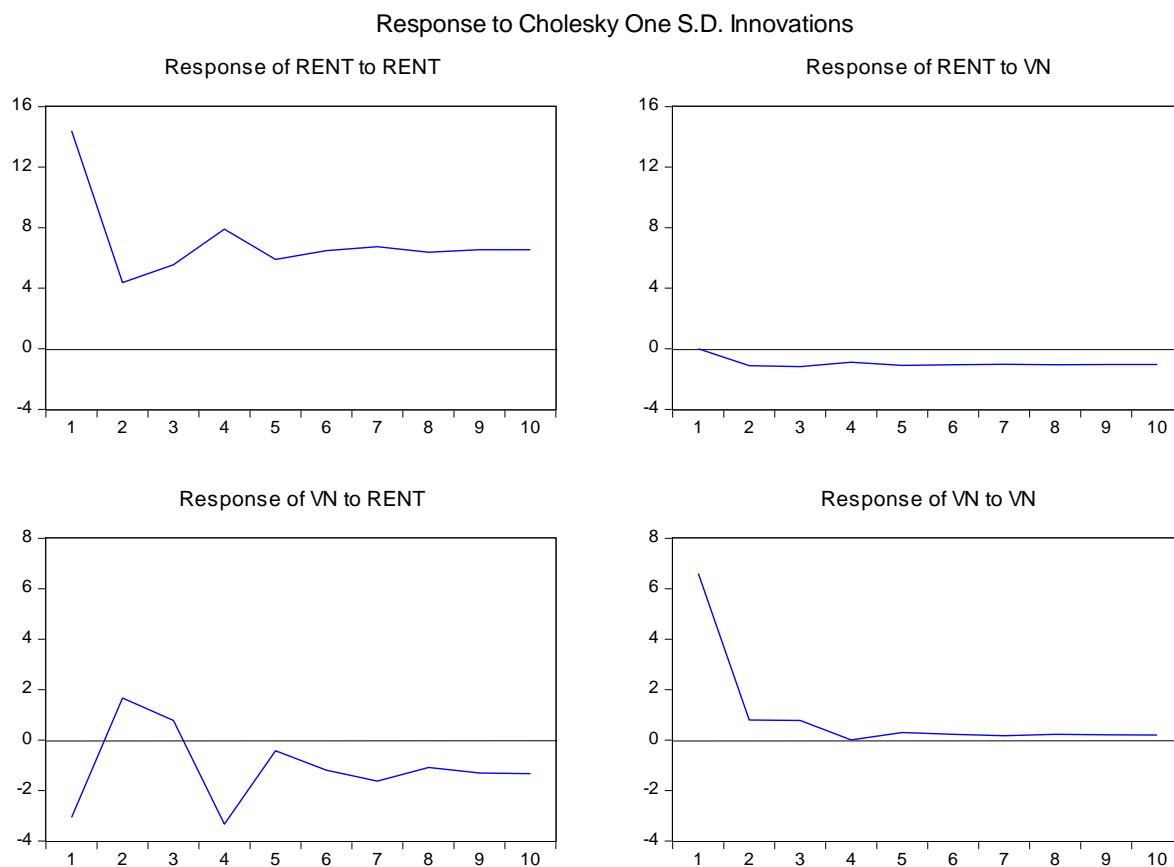 Response to Cholesky One S.D. Innovations
Response of RENT to RENT
16
12
8
4
0
-4
1 2 3 4 5 6 7 8 9 10
Response of RENT to VN
16
12
8
4
0
-4
1 2 3 4 5 6 7 8 9 10
Response of VN to RENT
8
6
4
2
0
-2
-4
1 2 3 4 5 6 7 8 9 10
Response of VN to VN
8
6
4
2
0
-2
-4
1 2 3 4 5 6 7 8 9 10